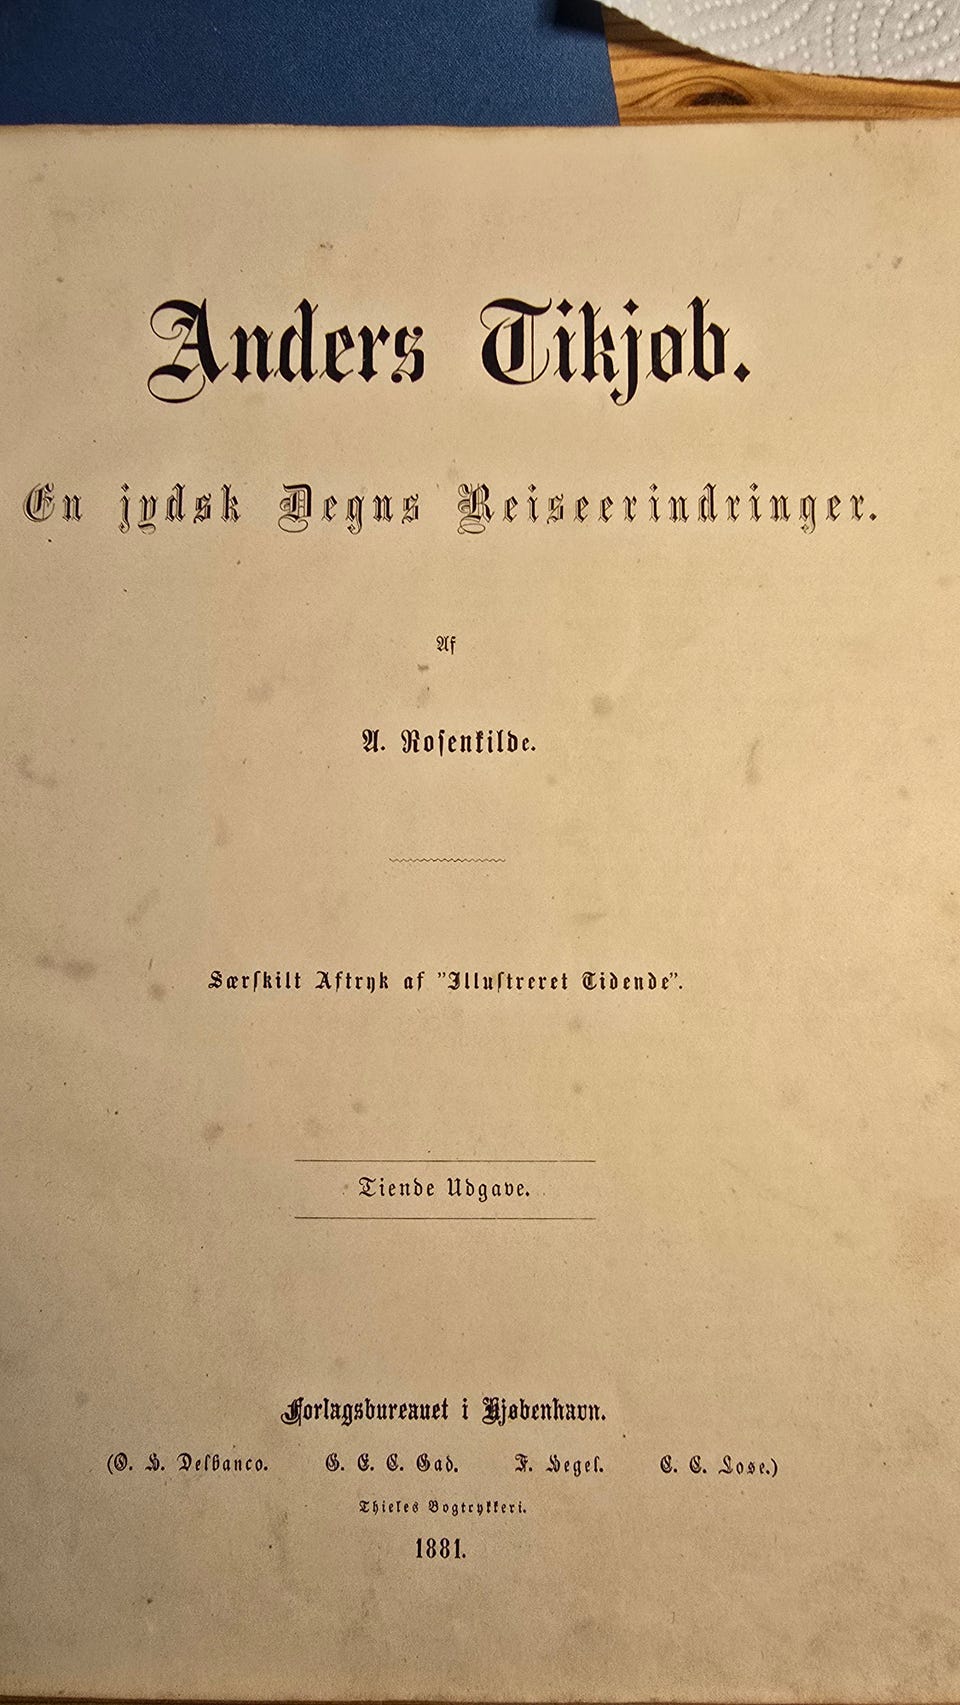 Anders Tikjøb.
En jydsk Degns Reiseerindringer.
Af
A. Rosenkilde.
Særskilt Aftryk af ”Illustreret Tidende”.
Tiende Udgave.
Forlagsbureauet i Kjøbenhavn.
(O. H. Delbanco. G. E. C. Gad. F. Hegel. C. C. Lose.)
Thieles Bogtrykkeri.
1881.